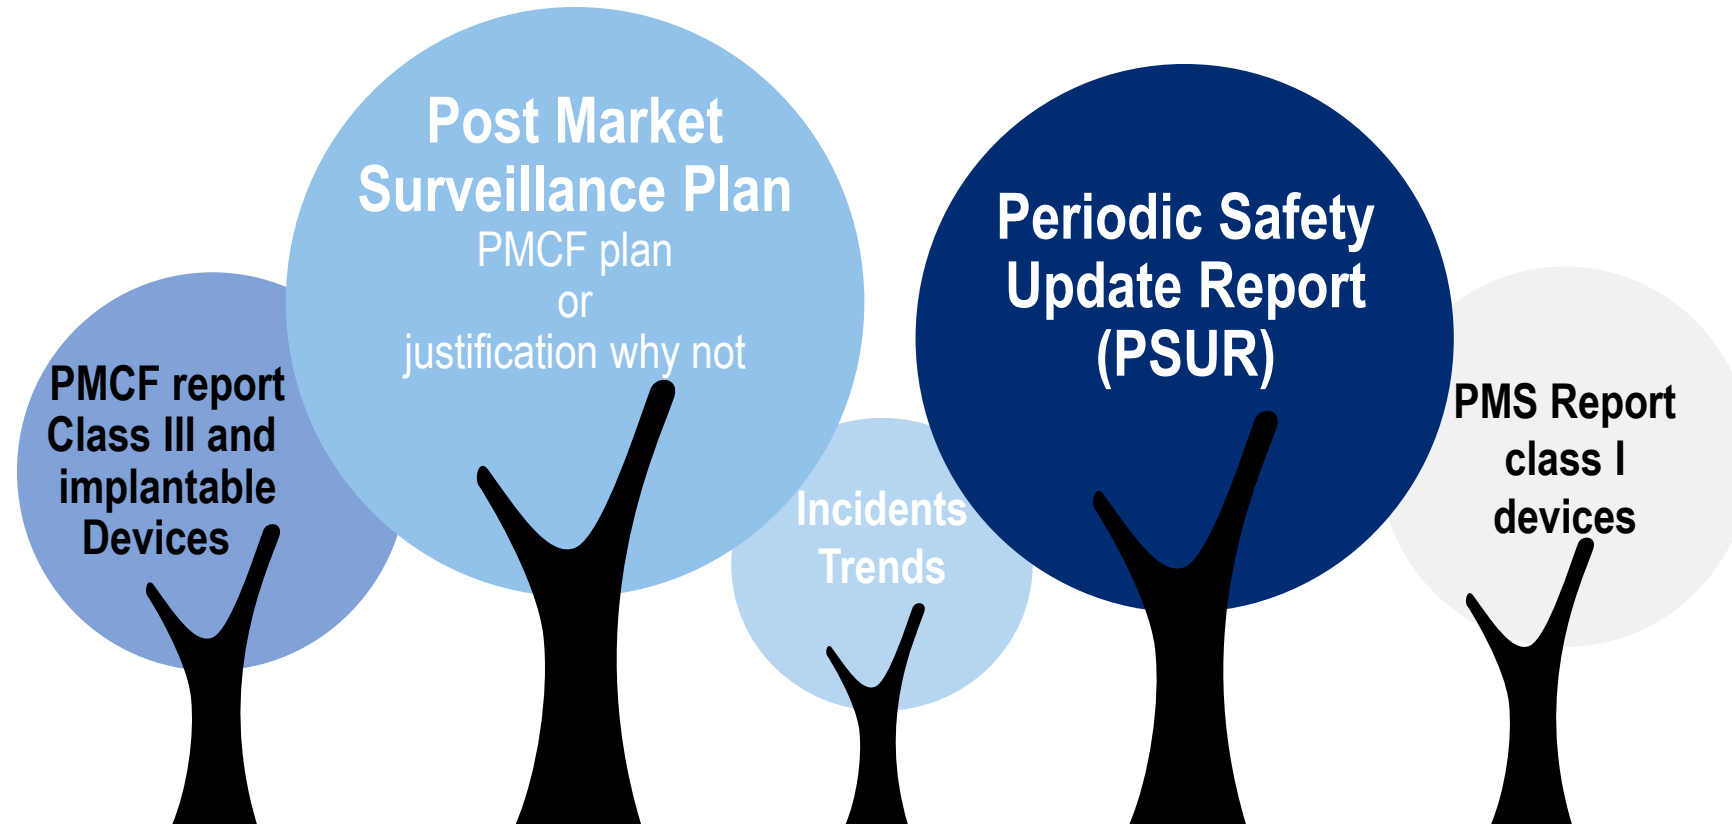 PMCF report
Class III and
implantable
Devices
Post Market
Surveillance Plan
PMCF plan
or
justification why not
Incidents
Trends
Periodic Safety
Update Report
(PSUR)
PMS Report
class I
devices